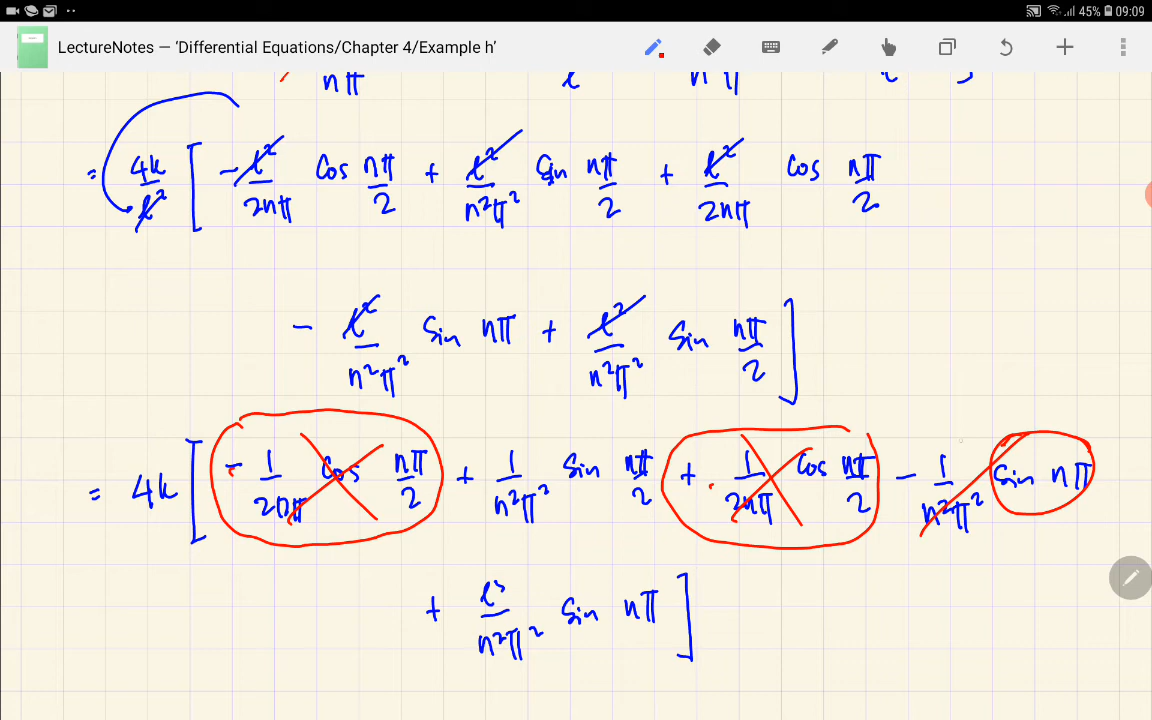 45% 09:09
LectureNotes — ‘Differential Equations/Chapter 4/Example h’
nπ l nπ l
= 4k/l² [ - l²/2nπ Cos nπ/2 + l²/n²π² Sin nπ/2 + l²/2nπ Cos nπ/2
- l²/n²π² Sin nπ + l²/n²π² Sin nπ/2 ]
= 4k [ - 1/2nπ Cos nπ/2 + 1/n²π² Sin nπ/2 + 1/2nπ Cos nπ/2 - 1/n²π² Sin nπ
+ l²/n²π² Sin nπ ]